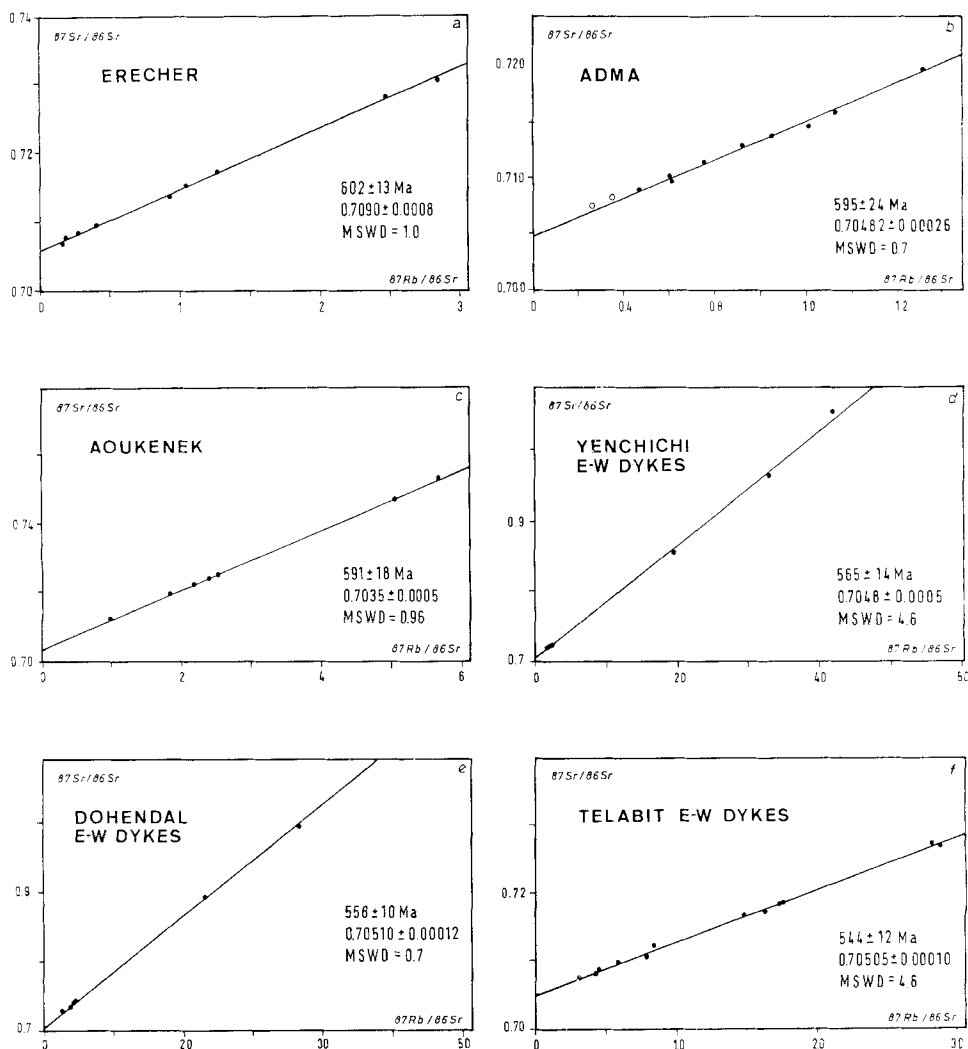 87Sr/86Sr
a
ERECHER
0.74
0.72
0.70
602±13 Ma
0.7090±0.0008
MSWD = 1.0
87Rb/86Sr
0 1 2 3
87Sr/86Sr
b
ADMA
0.720
0.710
0.700
595±24 Ma
0.70482±0.00026
MSWD = 0.7
87Rb/86Sr
0 0.4 0.8 1.0 1.2
87Sr/86Sr
c
AOUKENEK
0.74
0.70
591±18 Ma
0.7035±0.0005
MSWD = 0.96
87Rb/86Sr
0 2 4 6
87Sr/86Sr
d
YENCHICHI
E-W DYKES
0.9
0.7
565±14 Ma
0.7048±0.0005
MSWD = 4.6
87Rb/86Sr
0 20 40 50
87Sr/86Sr
e
DOHENDAL
E-W DYKES
0.9
0.7
556±10 Ma
0.70510±0.00012
MSWD = 0.7
87Rb/86Sr
0 20 40 50
87Sr/86Sr
f
TELABIT E-W DYKES
0.72
0.70
544±12 Ma
0.70505±0.00010
MSWD = 4.6
87Rb/86Sr
0 1.0 2.0 3.0